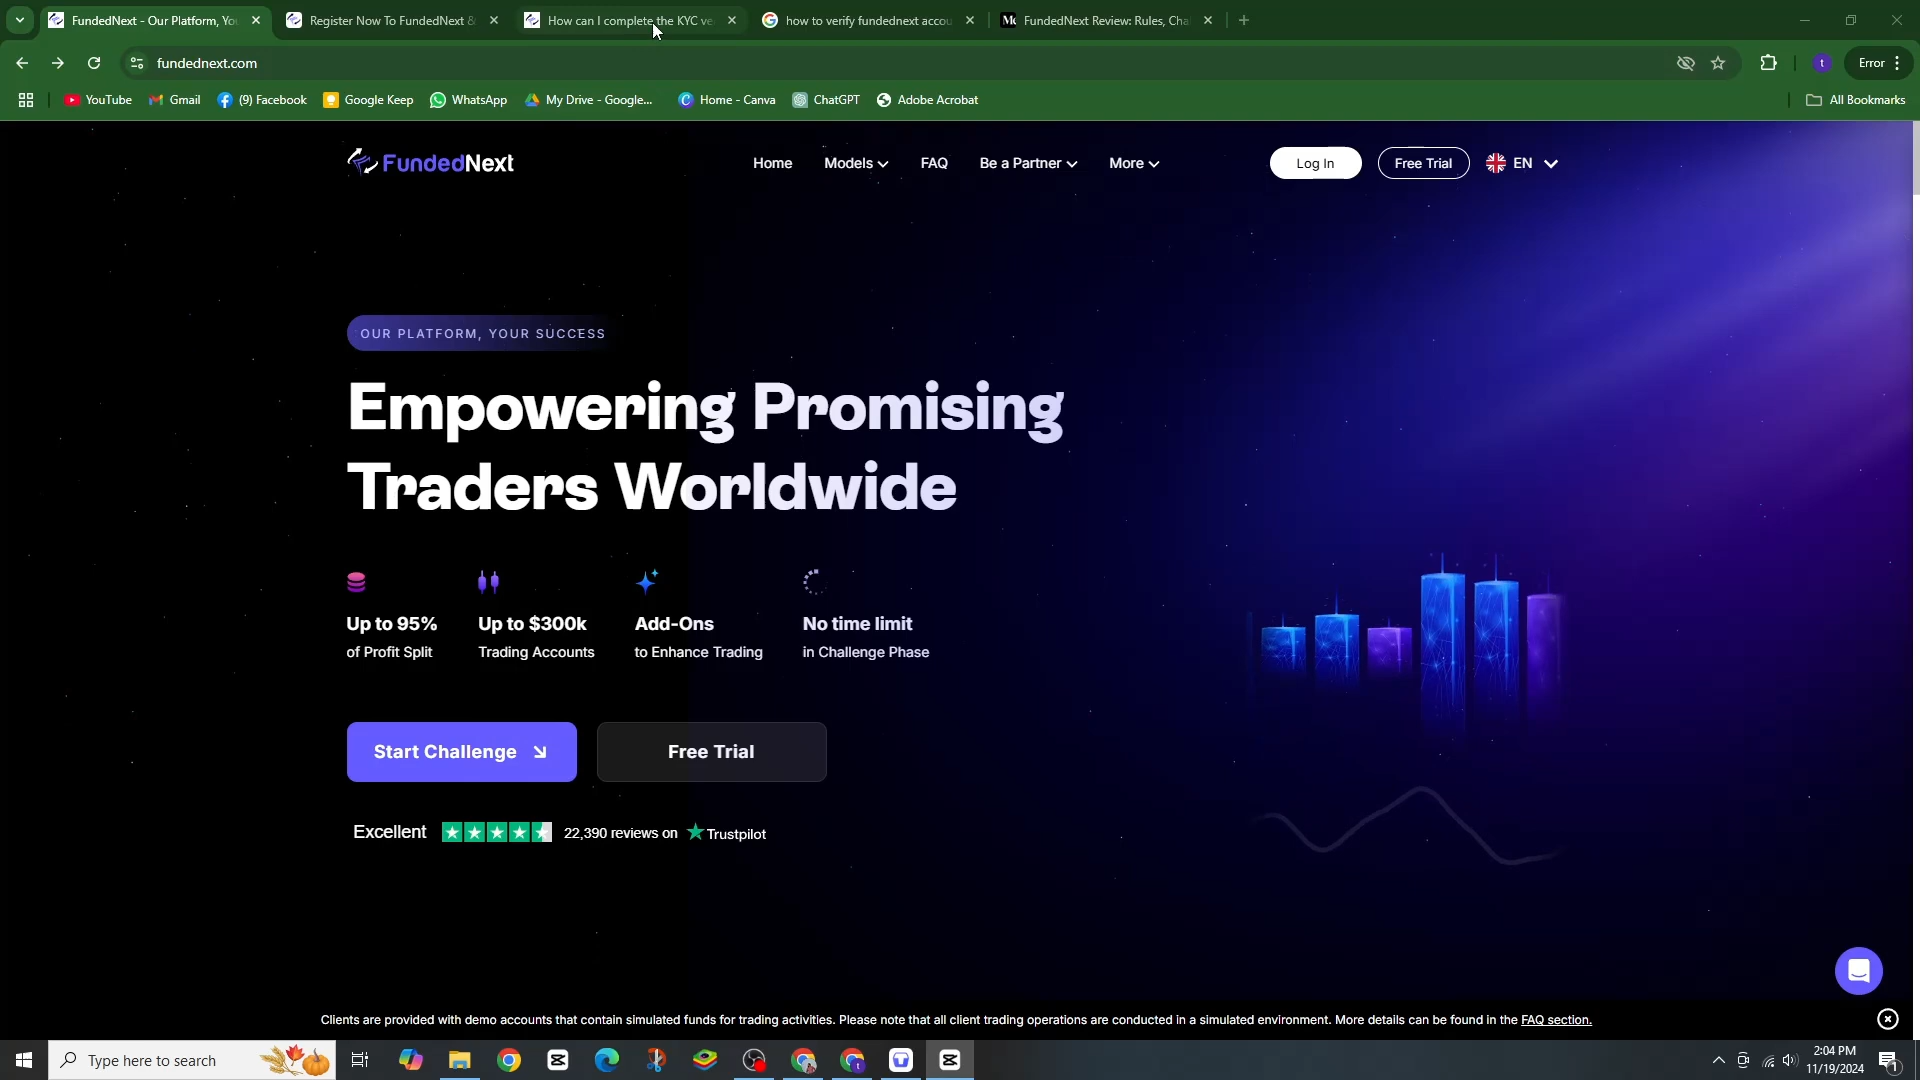 FundedNext - Our Platform, Yo
Register Now To FundedNext &
How can I complete the KYC ve
how to verify fundednext accou
FundedNext Review: Rules, Cha
fundednext.com
t
Error
YouTube
Gmail
(9) Facebook
Google Keep
WhatsApp
My Drive - Google...
Home - Canva
ChatGPT
Adobe Acrobat
All Bookmarks
FundedNext
Home
Models
FAQ
Be a Partner
More
Log In
Free Trial
EN
OUR PLATFORM, YOUR SUCCESS
Empowering Promising
Traders Worldwide
Up to 95%
of Profit Split
Up to $300k
Trading Accounts
Add-Ons
to Enhance Trading
No time limit
in Challenge Phase
Start Challenge
Free Trial
Excellent
22,390 reviews on
Trustpilot
Clients are provided with demo accounts that contain simulated funds for trading activities. Please note that all client trading operations are conducted in a simulated environment. More details can be found in the FAQ section.
Type here to search
2:04 PM
11/19/2024
1